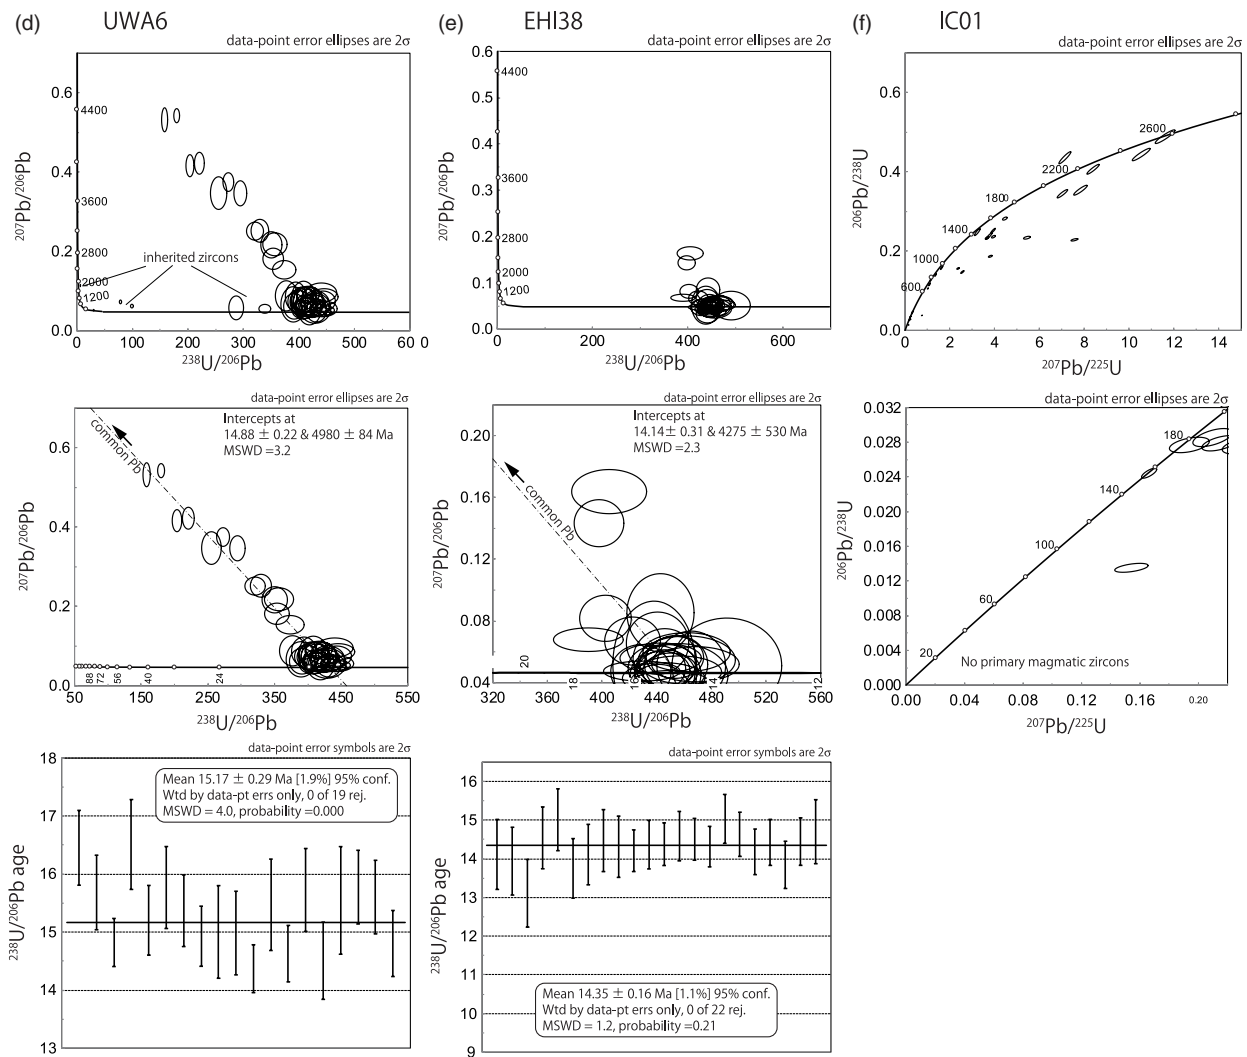 (d) UWA6
data-point error ellipses are 2σ
207Pb/206Pb
0.6
0.4
0.2
0.0
4400
3600
2800
2000
1200
inherited zircons
0 100 200 300 400 500 60
238U/206Pb
(e) EHI38
data-point error ellipses are 2σ
207Pb/206Pb
0.6
0.5
0.4
0.3
0.2
0.1
0.0
4400
3600
2800
2000
1200
0 200 400 600
238U/206Pb
(f) IC01
data-point error ellipses are 2σ
206Pb/238U
0.6
0.4
0.2
0.0
2600
2200
1800
1400
1000
600
0 2 4 6 8 10 12 14
207Pb/225U
data-point error ellipses are 2σ
Intercepts at
14.88 ± 0.22 & 4980 ± 84 Ma
MSWD =3.2
common Pb
207Pb/206Pb
0.6
0.4
0.2
0.0
88 72 56 40 24
50 150 250 350 450 550
238U/206Pb
data-point error ellipses are 2σ
Intercepts at
14.14± 0.31 & 4275 ± 530 Ma
MSWD =2.3
common Pb
207Pb/206Pb
0.20
0.16
0.12
0.08
0.04
20 18 16 14 12
320 400 440 480 520 560
238U/206Pb
data-point error ellipses are 2σ
206Pb/238U
0.032
0.028
0.024
0.020
0.016
0.012
0.008
0.004
0.000
180
140
100
60
20
No primary magmatic zircons
0.00 0.04 0.08 0.12 0.16 0.20
207Pb/225U
data-point error symbols are 2σ
Mean 15.17 ± 0.29 Ma [1.9%] 95% conf.
Wtd by data-pt errs only, 0 of 19 rej.
MSWD = 4.0, probability =0.000
238U/206Pb age
18
17
16
15
14
13
data-point error symbols are 2σ
238U/206Pb age
16
15
14
13
12
11
10
9
Mean 14.35 ± 0.16 Ma [1.1%] 95% conf.
Wtd by data-pt errs only, 0 of 22 rej.
MSWD = 1.2, probability =0.21